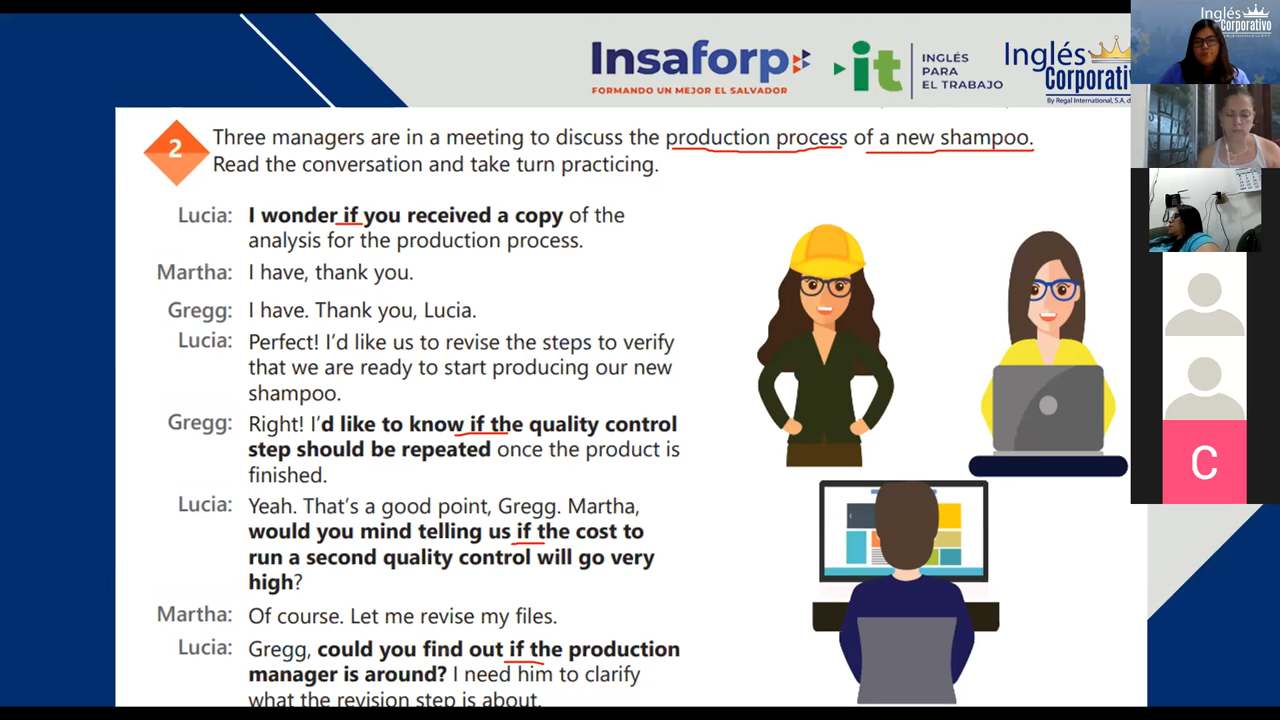 Insaforp
FORMANDO UN MEJOR EL SALVADOR
it
INGLÉS
PARA
EL TRABAJO
Inglés
Corporativ
By Regal International, S.A. d
Inglés
Corporativo
2
Three managers are in a meeting to discuss the production process of a new shampoo.
Read the conversation and take turn practicing.
Lucia: I wonder if you received a copy of the
analysis for the production process.
Martha: I have, thank you.
Gregg: I have. Thank you, Lucia.
Lucia: Perfect! I'd like us to revise the steps to verify
that we are ready to start producing our new
shampoo.
Gregg: Right! I'd like to know if the quality control
step should be repeated once the product is
finished.
Lucia: Yeah. That's a good point, Gregg. Martha,
would you mind telling us if the cost to
run a second quality control will go very
high?
Martha: Of course. Let me revise my files.
Lucia: Gregg, could you find out if the production
manager is around? I need him to clarify
what the revision step is about.
C